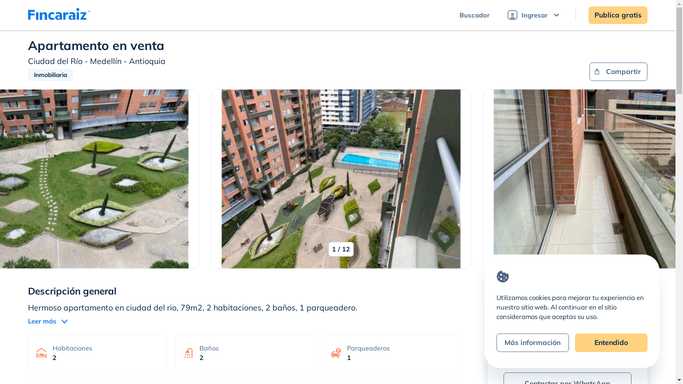 Fincaraiz
Buscador
Ingresar
Publica gratis
Apartamento en venta
Ciudad del Río - Medellín - Antioquia
Inmobiliaria
Compartir
1 / 12
Descripción general
Hermoso apartamento en ciudad del rio, 79m2, 2 habitaciones, 2 baños, 1 parqueadero.
Leer más
Habitaciones
2
Baños
2
Parqueaderos
1
Utilizamos cookies para mejorar tu experiencia en
nuestro sitio web. Al continuar en el sitio
consideramos que aceptas su uso.
Más información
Entendido
Contactar por WhatsApp